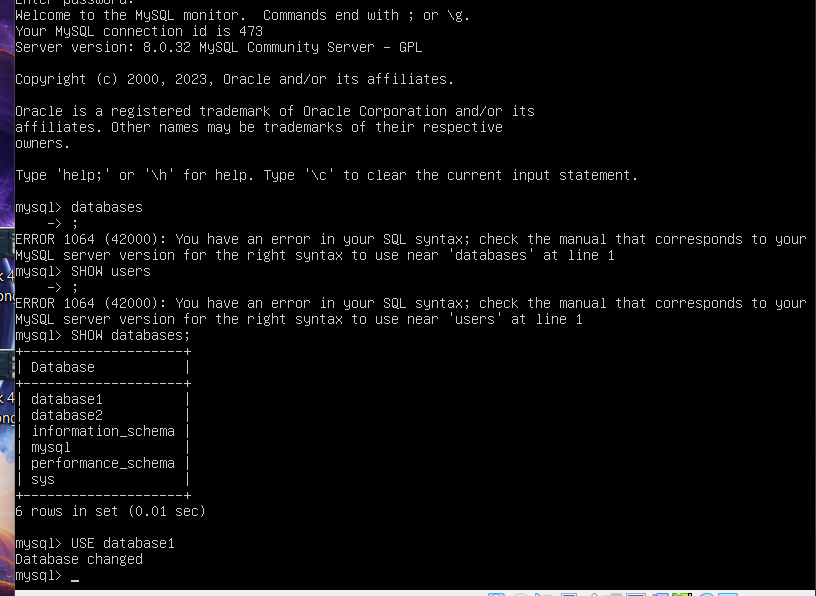 Enter password:
Welcome to the MySQL monitor.  Commands end with ; or \g.
Your MySQL connection id is 473
Server version: 8.0.32 MySQL Community Server - GPL
Copyright (c) 2000, 2023, Oracle and/or its affiliates.
Oracle is a registered trademark of Oracle Corporation and/or its
affiliates. Other names may be trademarks of their respective
owners.
Type 'help;' or '\h' for help. Type '\c' to clear the current input statement.
mysql> databases
    -> ;
ERROR 1064 (42000): You have an error in your SQL syntax; check the manual that corresponds to your
MySQL server version for the right syntax to use near 'databases' at line 1
mysql> SHOW users
    -> ;
ERROR 1064 (42000): You have an error in your SQL syntax; check the manual that corresponds to your
MySQL server version for the right syntax to use near 'users' at line 1
mysql> SHOW databases;
+--------------------+
| Database           |
+--------------------+
| database1          |
| database2          |
| information_schema |
| mysql              |
| performance_schema |
| sys                |
+--------------------+
6 rows in set (0.01 sec)
mysql> USE database1
Database changed
mysql> _